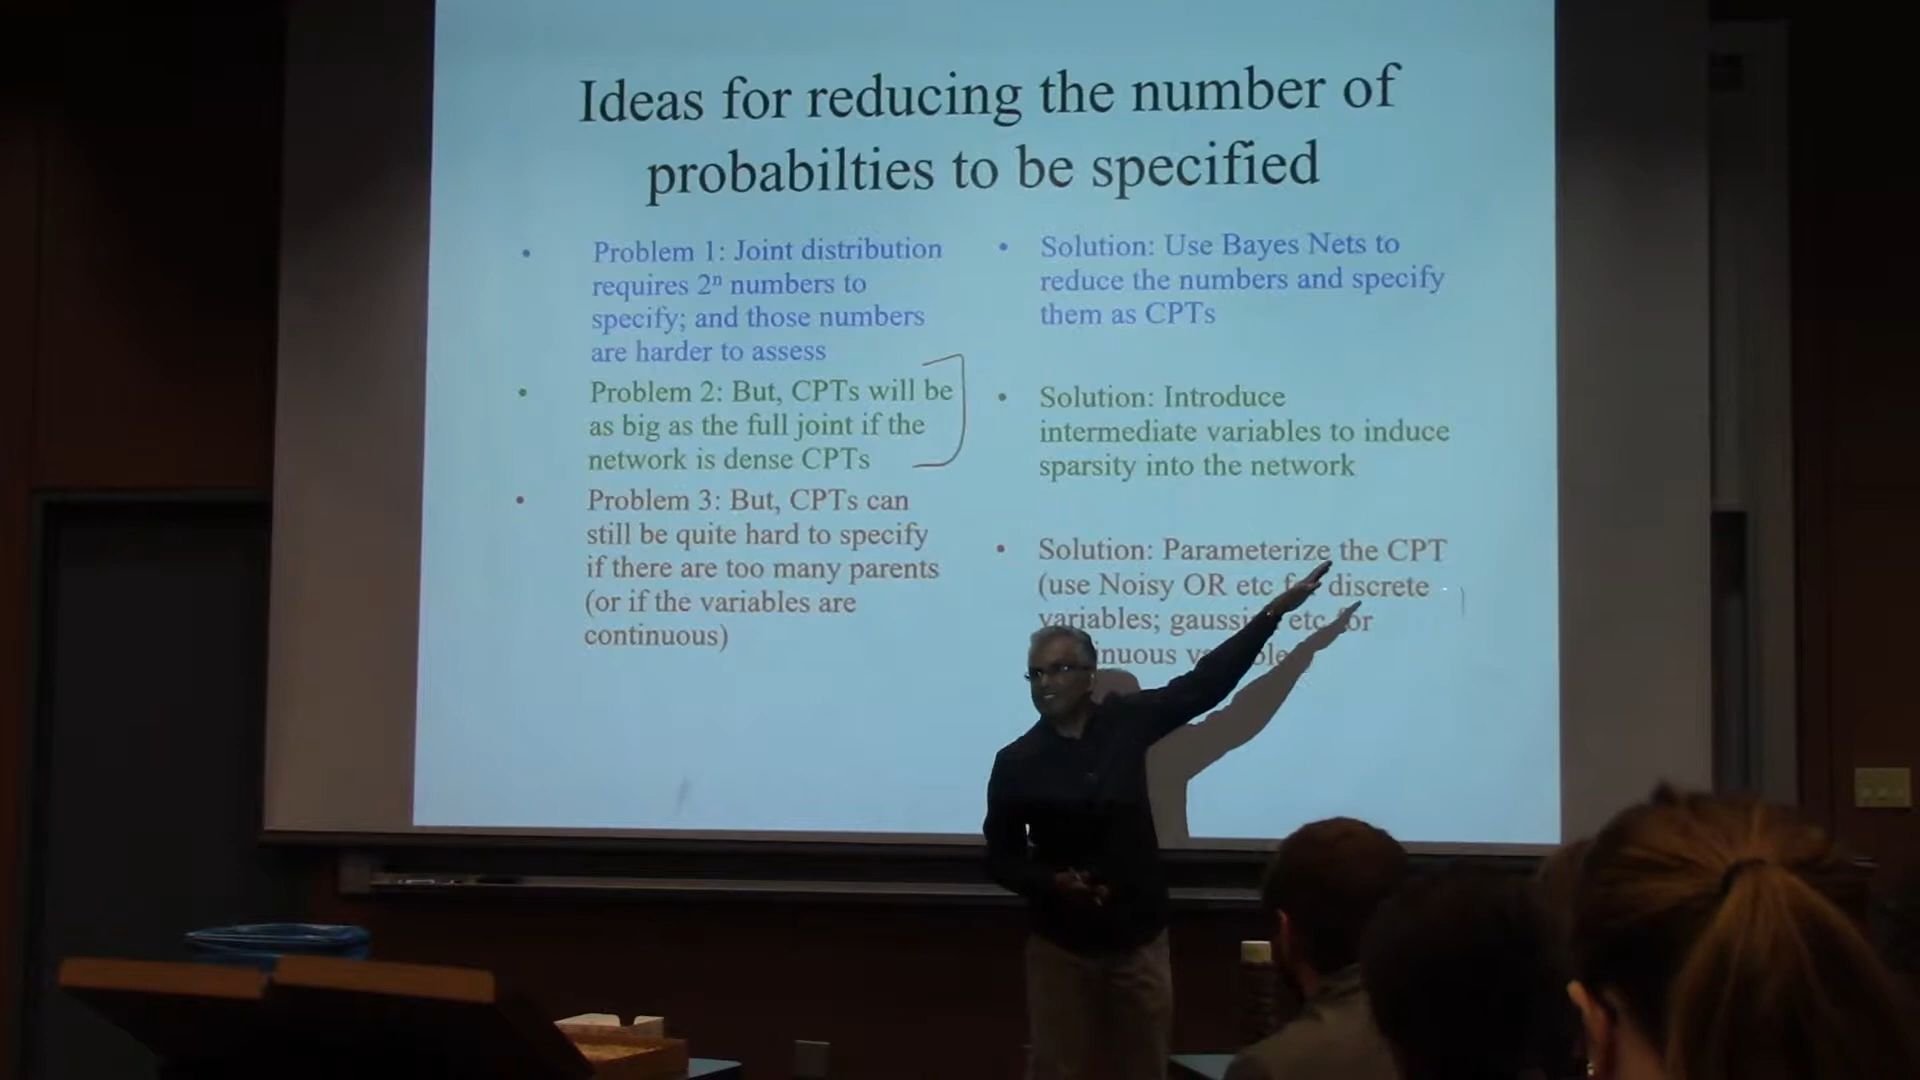 Ideas for reducing the number of
probabilties to be specified
• Problem 1: Joint distribution
requires 2ⁿ numbers to
specify; and those numbers
are harder to assess
• Problem 2: But, CPTs will be
as big as the full joint if the
network is dense CPTs
• Problem 3: But, CPTs can
still be quite hard to specify
if there are too many parents
(or if the variables are
continuous)
• Solution: Use Bayes Nets to
reduce the numbers and specify
them as CPTs
• Solution: Introduce
intermediate variables to induce
sparsity into the network
• Solution: Parameterize the CPT
(use Noisy OR etc discrete
variables; etc for